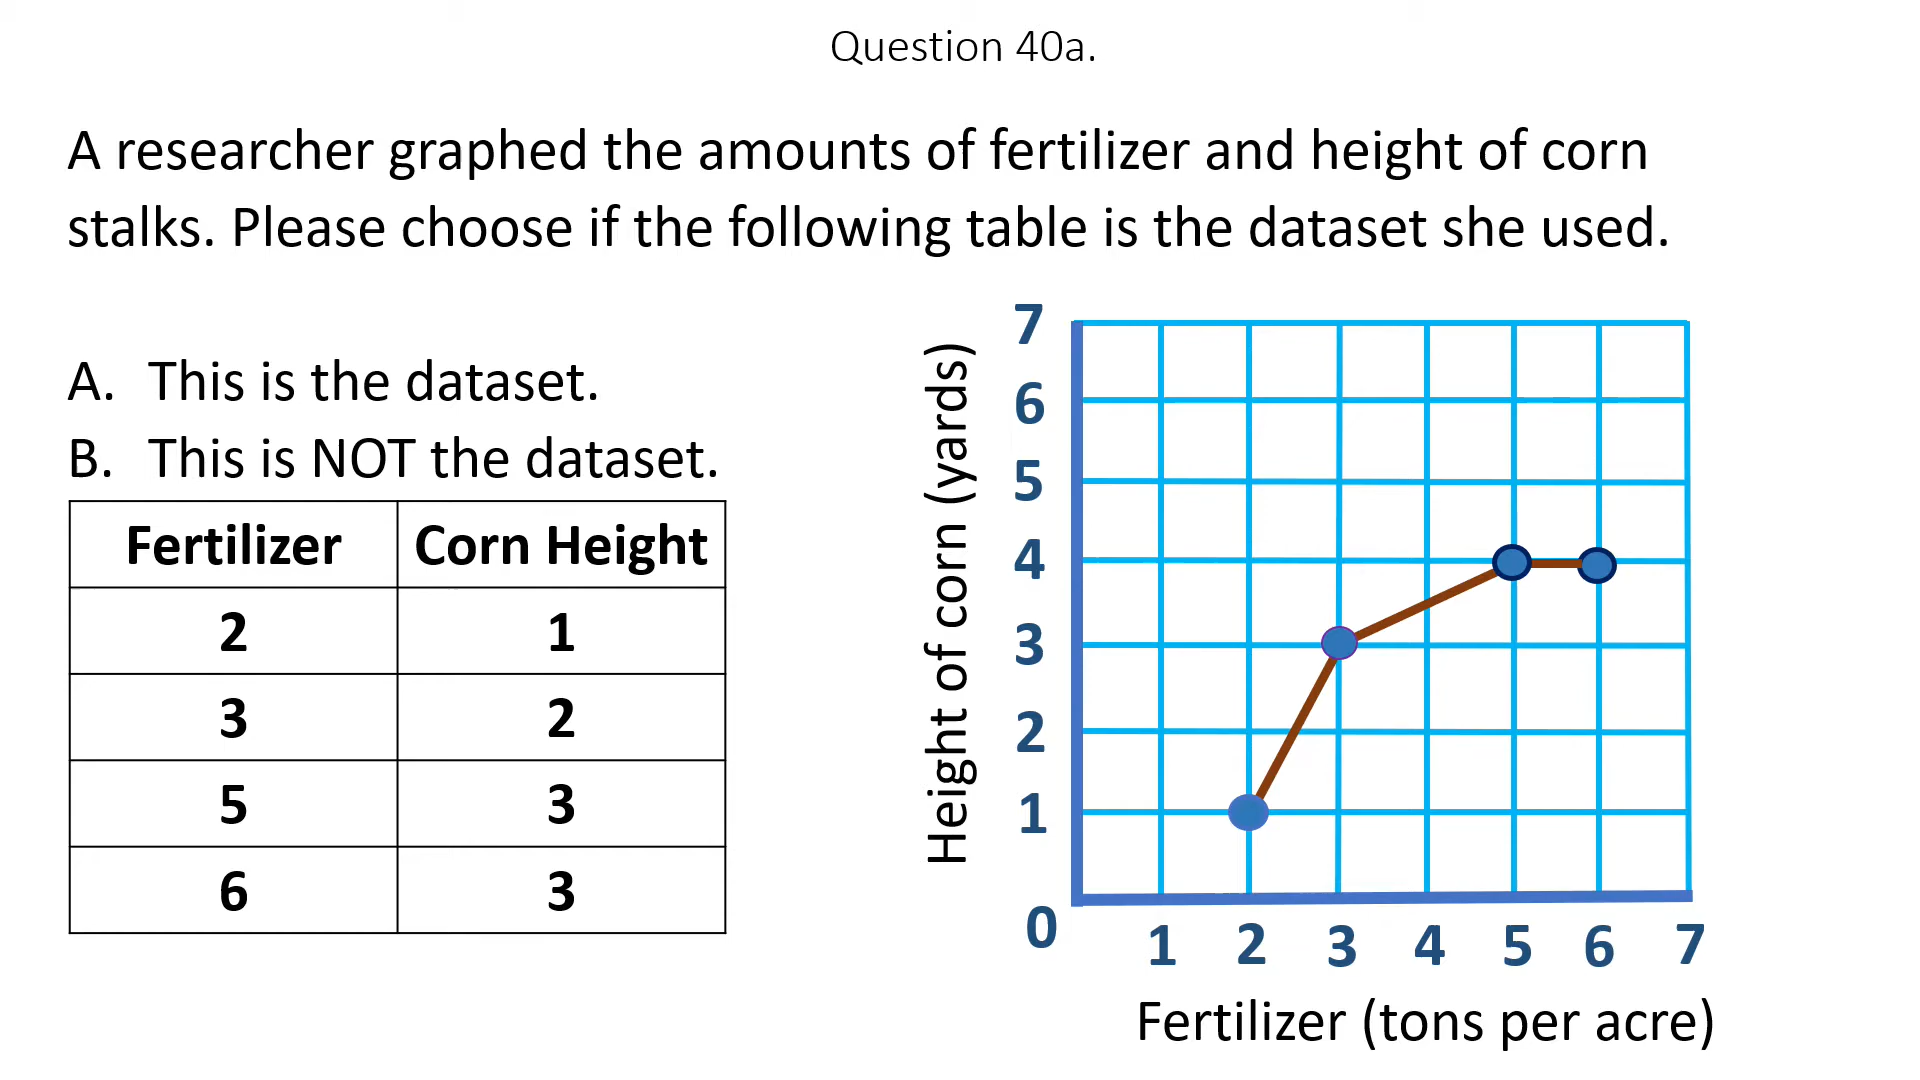 Question 40a.
A researcher graphed the amounts of fertilizer and height of corn
stalks. Please choose if the following table is the dataset she used.
A. This is the dataset.
B. This is NOT the dataset.
Fertilizer Corn Height
2 1
3 2
5 3
6 3
Height of corn (yards)
7
6
5
4
3
2
1
0
1 2 3 4 5 6 7
Fertilizer (tons per acre)